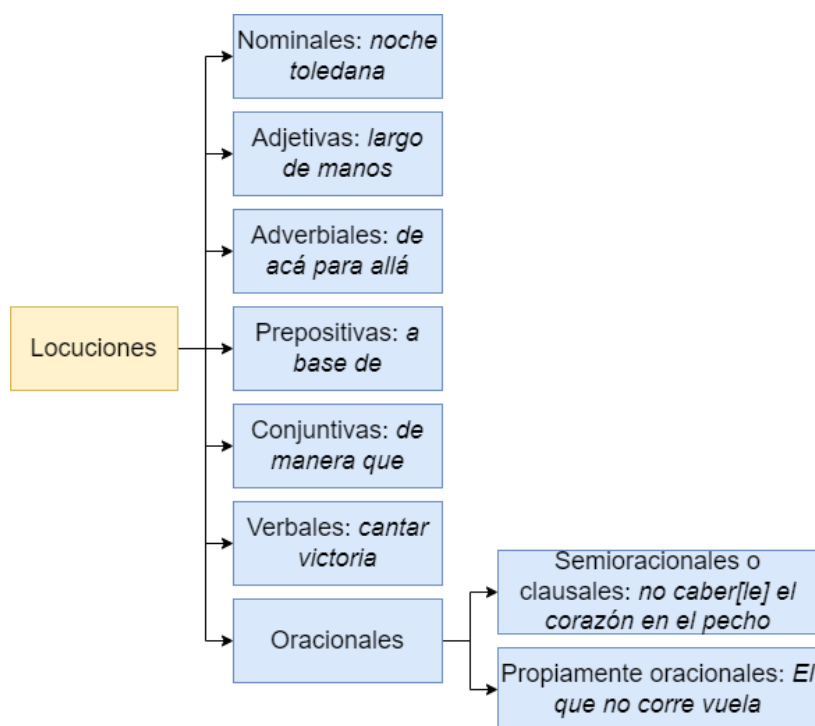 Nominales: noche
toledana
Adjetivas: largo
de manos
Adverbiales: de
acá para allá
Locuciones
Prepositivas: a
base de
Conjuntivas: de
manera que
Verbales: cantar
victoria
Oracionales
Semioracionales o
clausales: no caber[le] el
corazón en el pecho
Propiamente oracionales: El
que no corre vuela